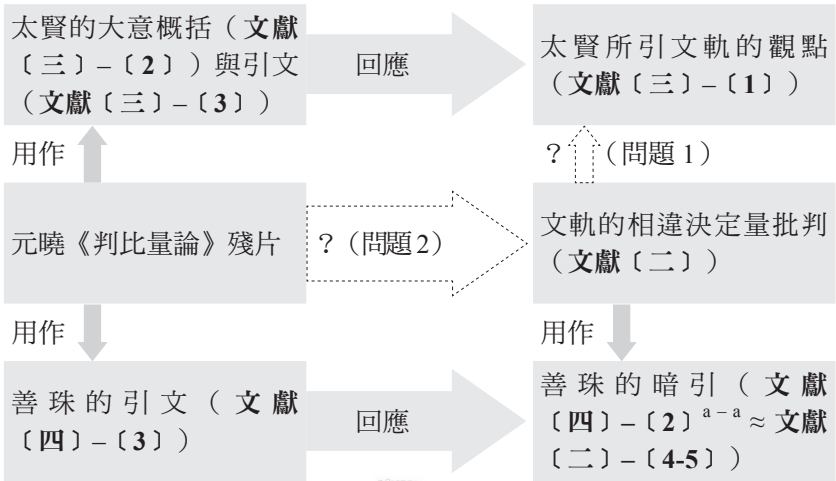 太賢的大意概括（文獻
〔三〕–〔2〕）與引文
（文獻〔三〕–〔3〕）
回應
太賢所引文軌的觀點
（文獻〔三〕–〔1〕）
用作
？（問題 1）
元曉《判比量論》殘片
？（問題2）
文軌的相違決定量批判
（文獻〔二〕）
用作
用作
善珠的引文（文獻
〔四〕–〔3〕）
回應
善珠的暗引（文獻
〔四〕–〔2〕a–a ≈ 文獻
〔二〕–〔4-5〕）